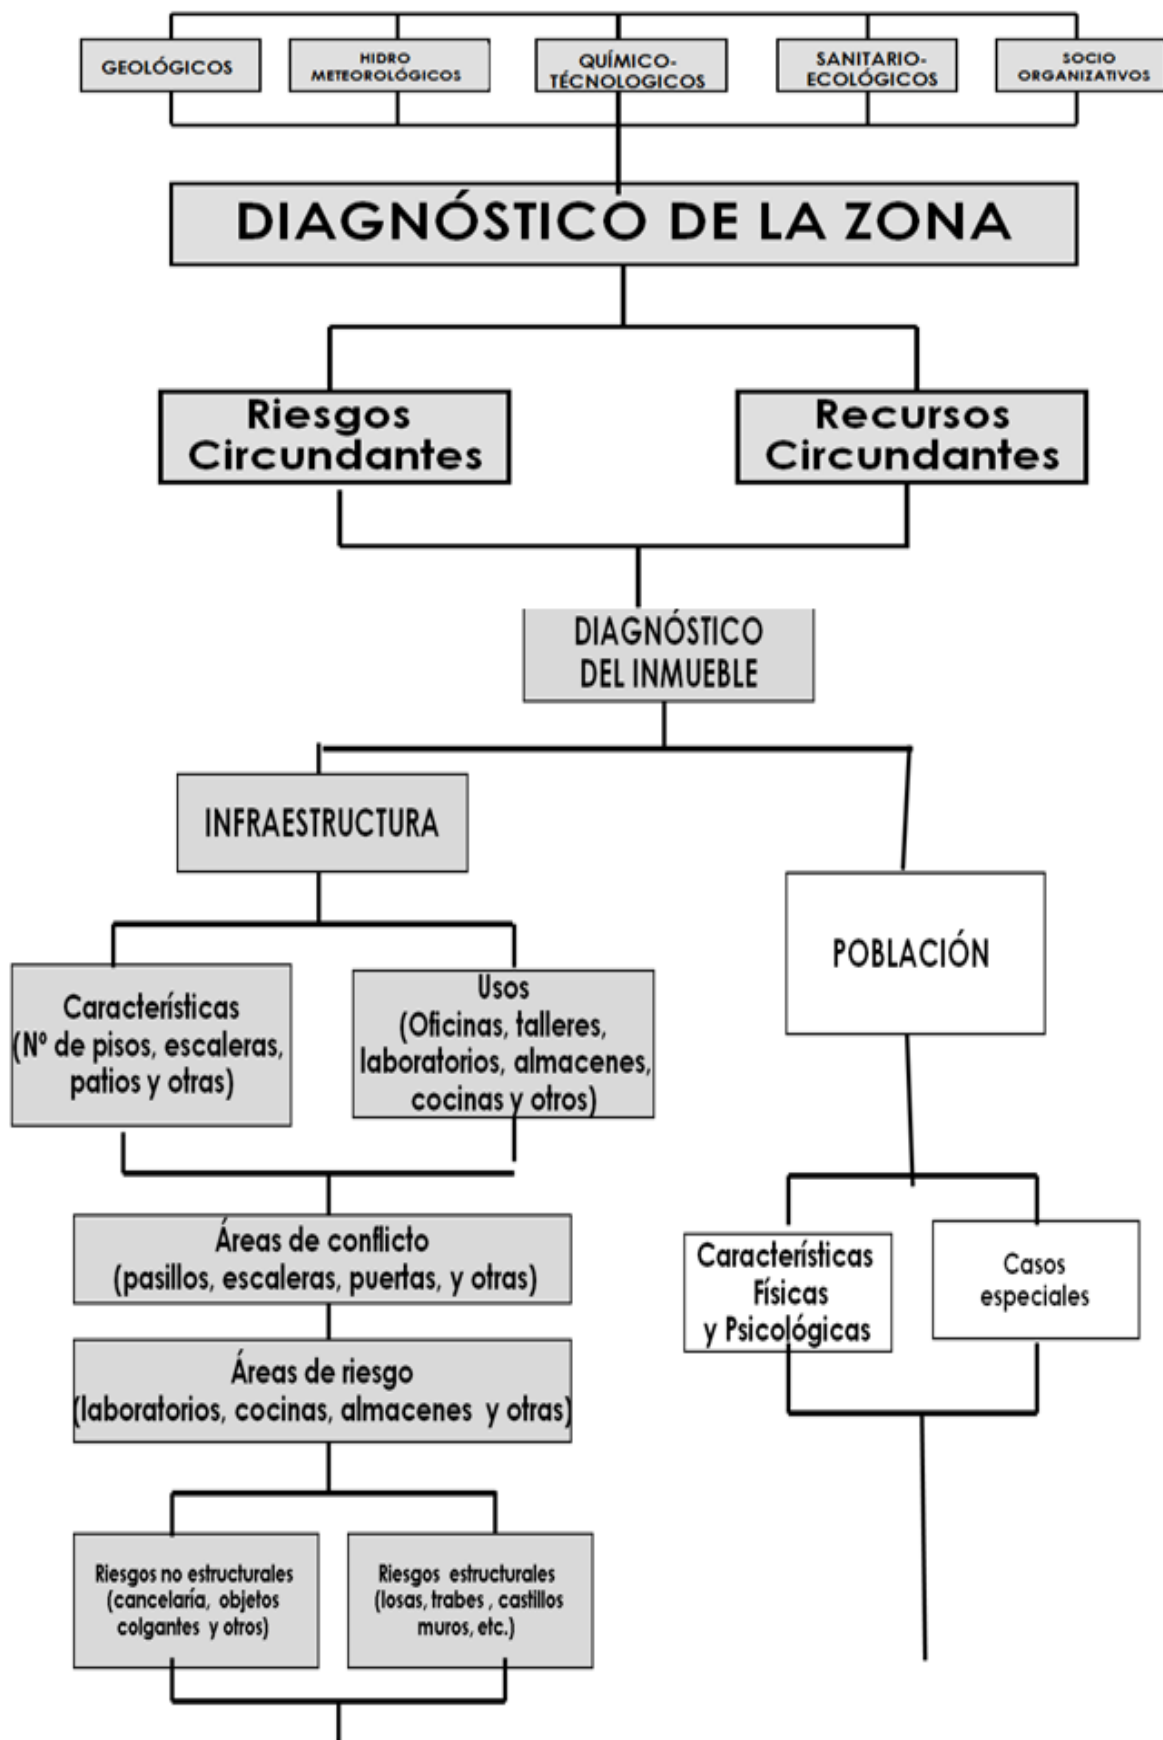 GEOLÓGICOS
HIDRO
METEOROLÓGICOS
QUÍMICO-
TÉCNOLOGICOS
SANITARIO-
ECOLÓGICOS
SOCIO
ORGANIZATIVOS
DIAGNÓSTICO DE LA ZONA
Riesgos
Circundantes
Recursos
Circundantes
DIAGNÓSTICO
DEL INMUEBLE
INFRAESTRUCTURA
POBLACIÓN
Característícas
(Nº de pisos, escaleras,
patios y otras)
Usos
(Oficinas, talleres,
laboratorios, almacenes,
cocinas y otros)
Áreas de conflicto
(pasillos, escaleras, puertas, y otras)
Característícas
Físicas
y Psicológicas
Casos
especiales
Áreas de riesgo
(laboratorios, cocinas, almacenes y otras)
Riesgos no estructurales
(cancelaría, objetos
colgantes y otros)
Riesgos estructurales
(losas, trabes , castillos
muros, etc.)